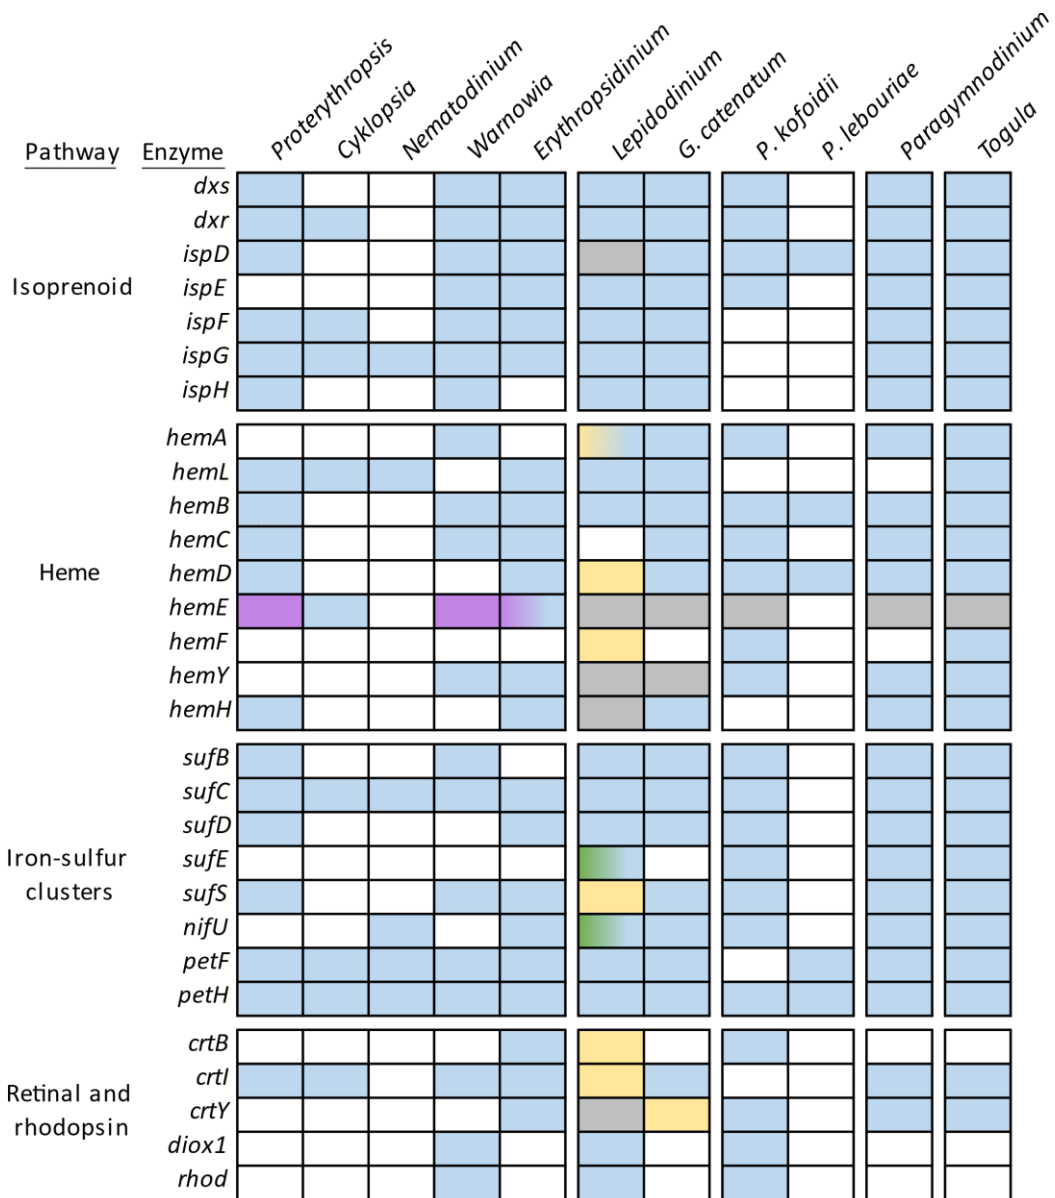 Proterythropsis
Cyklopsia
Nematodinium
Warnowia
Erythropsidinium
Lepidodinium
G. catenatum
P. kofoidii
P. lebouriae
Paragymnodinium
Togula
Pathway Enzyme
Isoprenoid
dxs
dxr
ispD
ispE
ispF
ispG
ispH
Heme
hemA
hemL
hemB
hemC
hemD
hemE
hemF
hemY
hemH
Iron-sulfur
clusters
sufB
sufC
sufD
sufE
sufS
nifU
petF
petH
Retinal and
rhodopsin
crtB
crtI
crtY
diox1
rhod